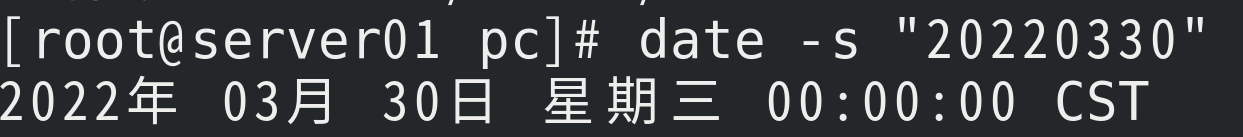 [root@server01 pc]# date -s "20220330"
2022年 03月 30日 星期三 00:00:00 CST